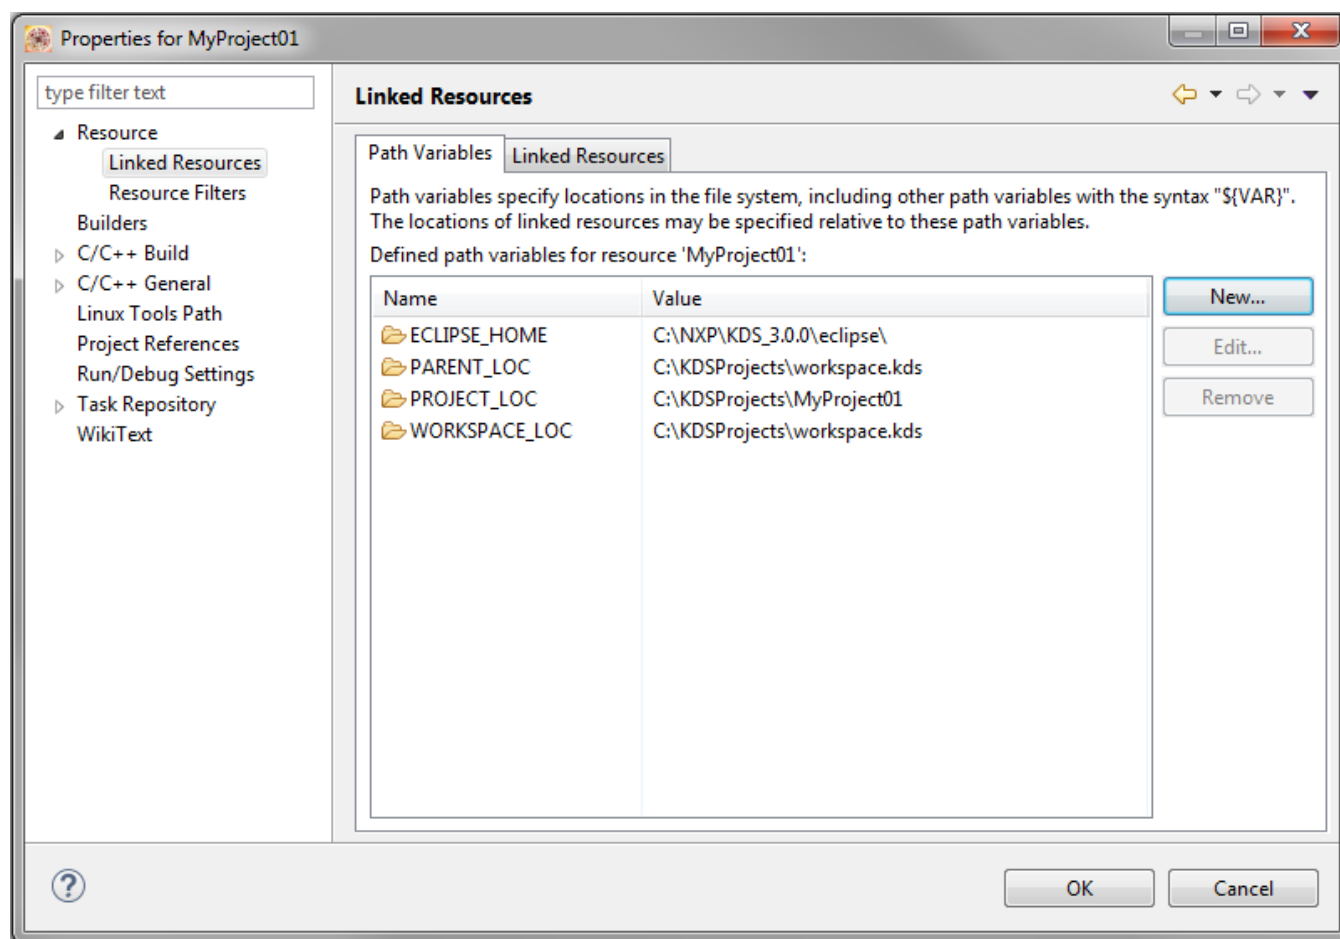 Properties for MyProject01
type filter text
Resource
Linked Resources
Resource Filters
Builders
C/C++ Build
C/C++ General
Linux Tools Path
Project References
Run/Debug Settings
Task Repository
WikiText
Linked Resources
Path Variables Linked Resources
Path variables specify locations in the file system, including other path variables with the syntax "${VAR}".
The locations of linked resources may be specified relative to these path variables.
Defined path variables for resource 'MyProject01':
Name Value
ECLIPSE_HOME C:\NXP\KDS_3.0.0\eclipse\
PARENT_LOC C:\KDSProjects\workspace.kds
PROJECT_LOC C:\KDSProjects\MyProject01
WORKSPACE_LOC C:\KDSProjects\workspace.kds
New...
Edit...
Remove
OK Cancel